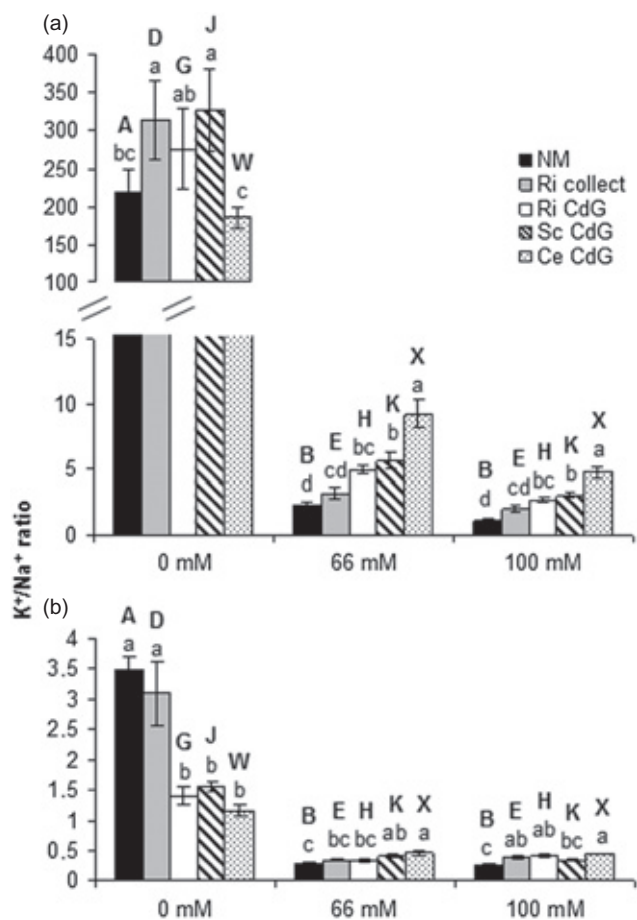 (a)
400
350
300
250
200
150
100
15
10
5
0
A
bc
D
a
G
ab
J
a
W
c
NM
Ri collect
Ri CdG
Sc CdG
Ce CdG
B
d
E
cd
H
bc
K
b
X
a
B
d
E
cd
H
bc
K
b
X
a
0 mM
66 mM
100 mM
K⁺/Na⁺ ratio
(b)
4
3.5
3
2.5
2
1.5
1
0.5
0
A
a
D
a
G
b
J
b
W
b
B
c
E
bc
H
bc
K
ab
X
a
B
c
E
ab
H
ab
K
bc
X
a
0 mM
66 mM
100 mM